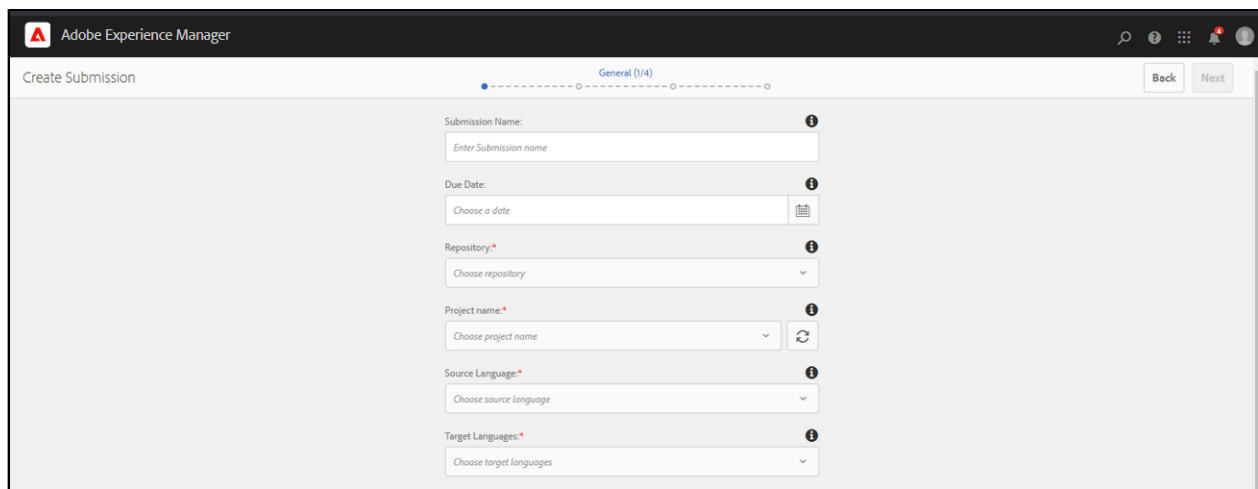 Adobe Experience Manager
4
Create Submission
General (1/4)
Back
Next
Submission Name:
Enter Submission name
Due Date:
Choose a date
Repository:*
Choose repository
Project name:*
Choose project name
Source Language:*
Choose source language
Target Languages:*
Choose target languages